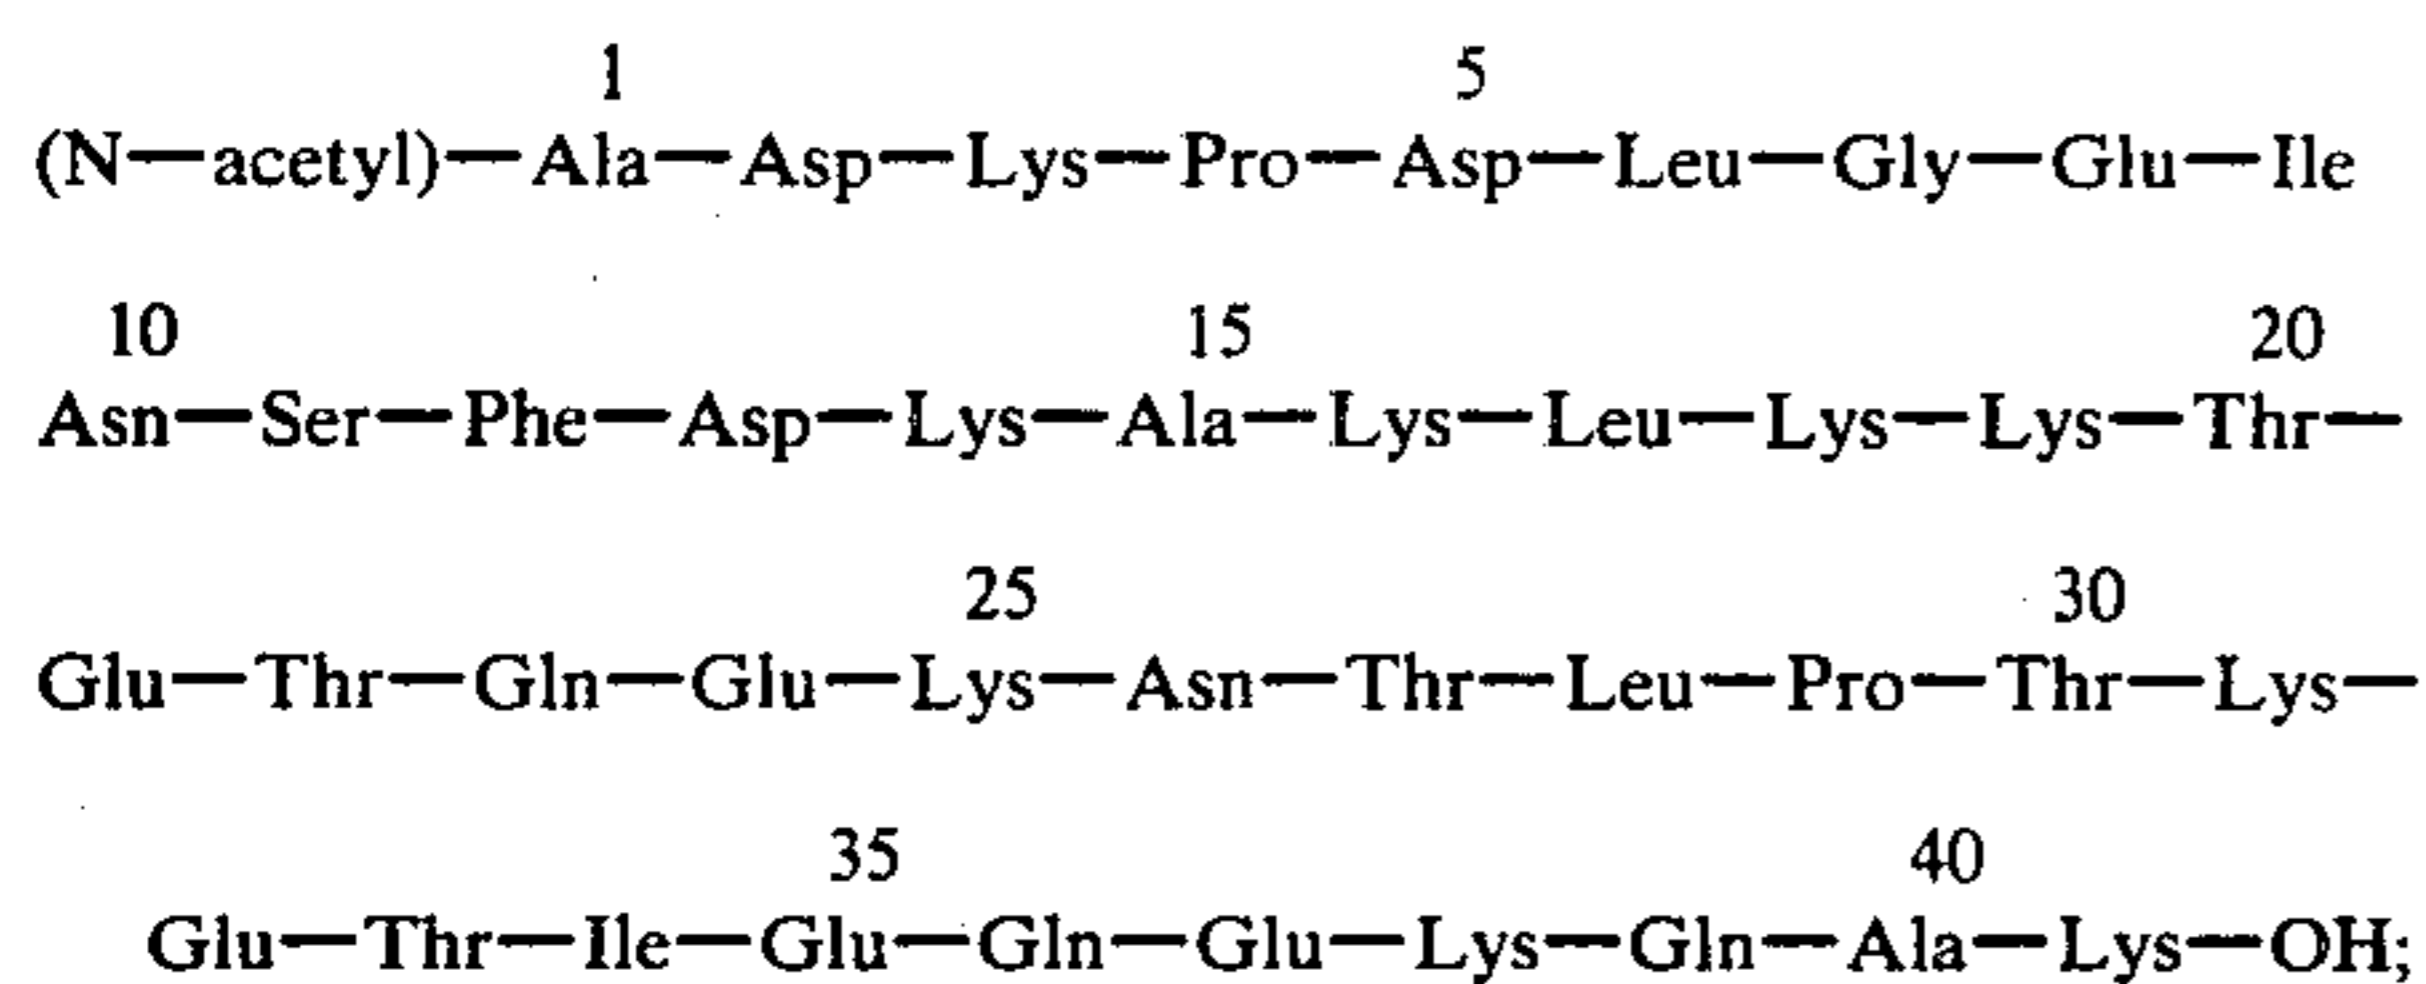 1 5
(N—acetyl)—Ala—Asp—Lys—Pro—Asp—Leu—Gly—Glu—Ile
10 15 20
Asn—Ser—Phe—Asp—Lys—Ala—Lys—Leu—Lys—Lys—Thr—
25 30
Glu—Thr—Gln—Glu—Lys—Asn—Thr—Leu—Pro—Thr—Lys—
35 40
Glu—Thr—Ile—Glu—Gln—Glu—Lys—Gln—Ala—Lys—OH;